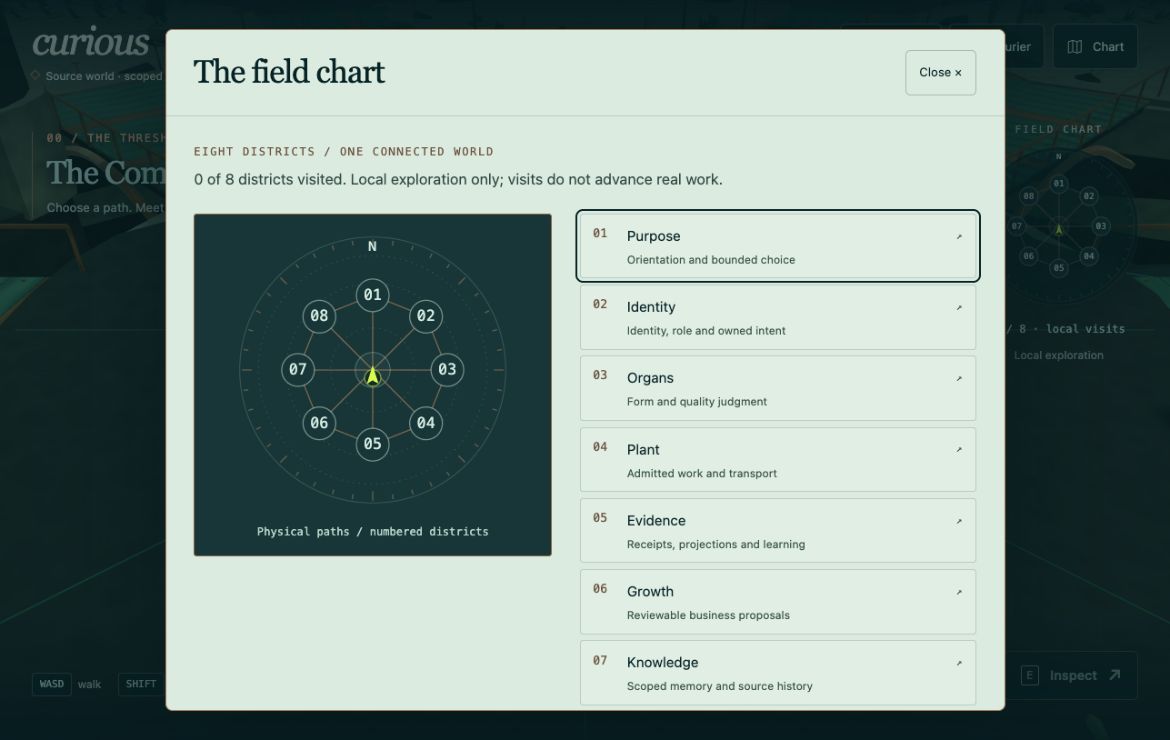 curious
Source world · scoped
00 / THE THRESH
The Com
Choose a path. Meet
urier
Chart
The field chart
Close ×
EIGHT DISTRICTS / ONE CONNECTED WORLD
0 of 8 districts visited. Local exploration only; visits do not advance real work.
N
01
02
03
04
05
06
07
08
Physical paths / numbered districts
01 Purpose ↗
Orientation and bounded choice
02 Identity ↗
Identity, role and owned intent
03 Organs ↗
Form and quality judgment
04 Plant ↗
Admitted work and transport
05 Evidence ↗
Receipts, projections and learning
06 Growth ↗
Reviewable business proposals
07 Knowledge ↗
Scoped memory and source history
FIELD CHART
N
01
02
03
04
05
06
07
08
/ 8 · local visits
Local exploration
WASD walk SHIFT
E Inspect ↗